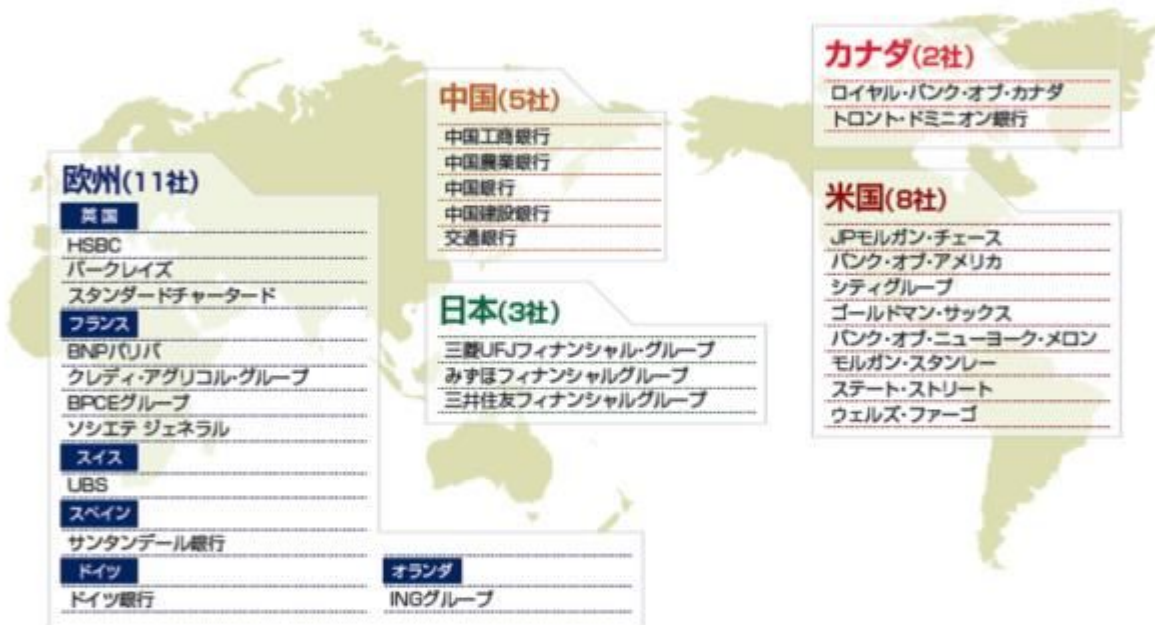 欧州(11社)
英国
HSBC
バークレイズ
スタンダードチャータード
フランス
BNPパリバ
クレディ・アグリコル・グループ
BPCEグループ
ソシエテ ジェネラル
スイス
UBS
スペイン
サンタンデール銀行
ドイツ
ドイツ銀行
オランダ
INGグループ
中国(5社)
中国工商銀行
中国農業銀行
中国銀行
中国建設銀行
交通銀行
日本(3社)
三菱UFJフィナンシャル・グループ
みずほフィナンシャルグループ
三井住友フィナンシャルグループ
カナダ(2社)
ロイヤル・バンク・オブ・カナダ
トロント・ドミニオン銀行
米国(8社)
JPモルガン・チェース
バンク・オブ・アメリカ
シティグループ
ゴールドマン・サックス
バンク・オブ・ニューヨーク・メロン
モルガン・スタンレー
ステート・ストリート
ウェルズ・ファーゴ